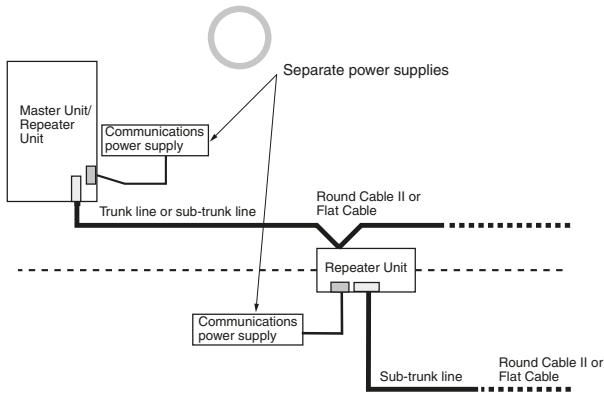 Separate power supplies
Master Unit/
Repeater
Unit
Communications
power supply
Trunk line or sub-trunk line
Round Cable II or
Flat Cable
Repeater Unit
Communications
power supply
Sub-trunk line
Round Cable II or
Flat Cable